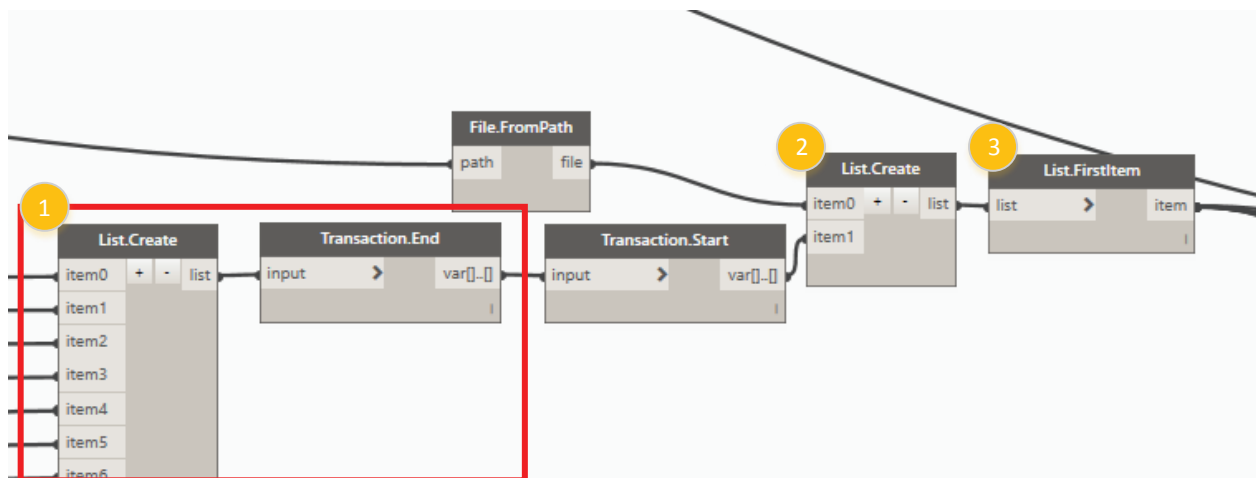 File.FromPath
path file
1
List.Create
item0 + - list
item1
item2
item3
item4
item5
item6
Transaction.End
input > var[]..[]
l
Transaction.Start
input > var[]..[]
l
2
List.Create
item0 + - list
item1
3
List.FirstItem
list > item
l